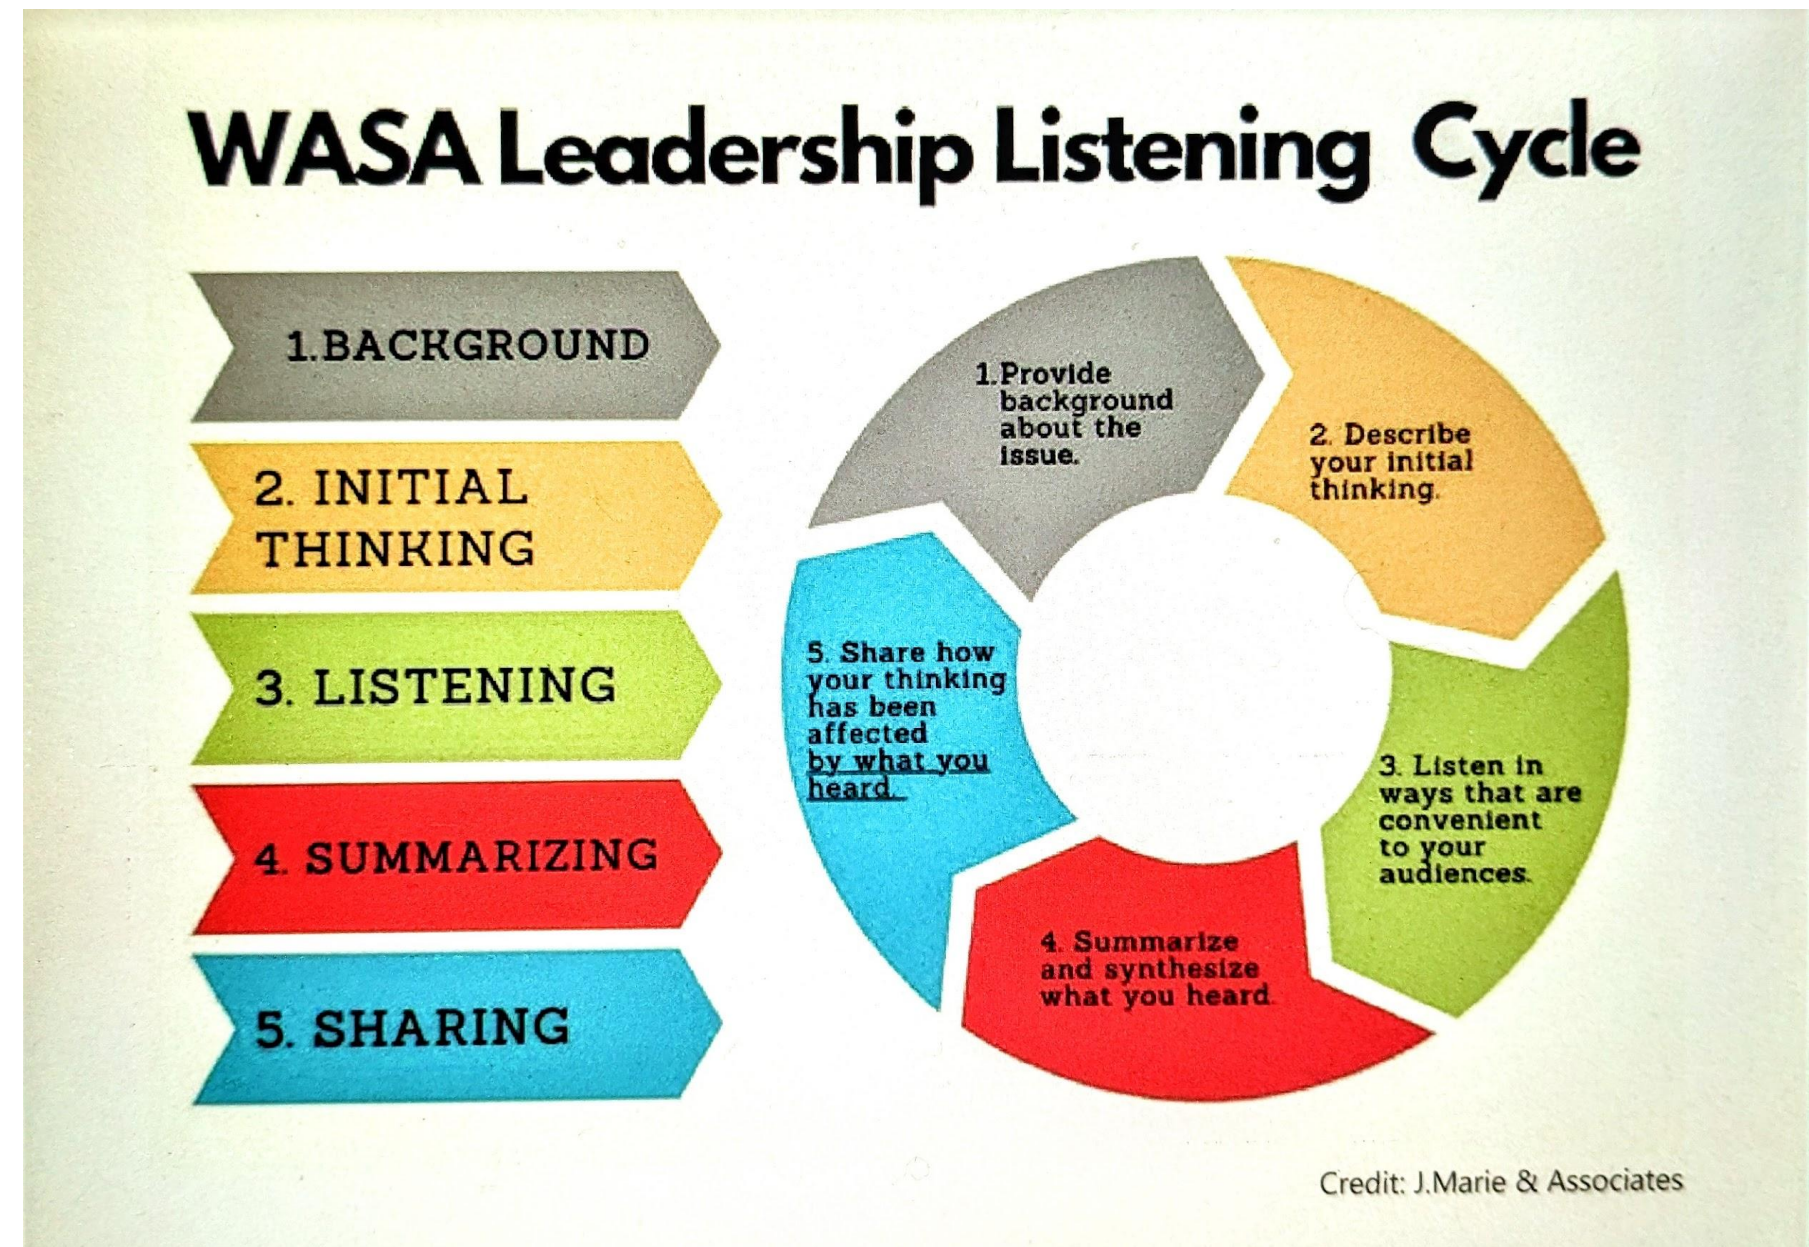 WASA Leadership Listening Cycle
1.BACKGROUND
2. INITIAL
THINKING
3. LISTENING
4. SUMMARIZING
5. SHARING
1.Provide
background
about the
issue.
2. Describe
your initial
thinking.
3. Listen in
ways that are
convenient
to your
audiences.
4. Summarize
and synthesize
what you heard.
5. Share how
your thinking
has been
affected
by what you
heard.
Credit: J.Marie & Associates